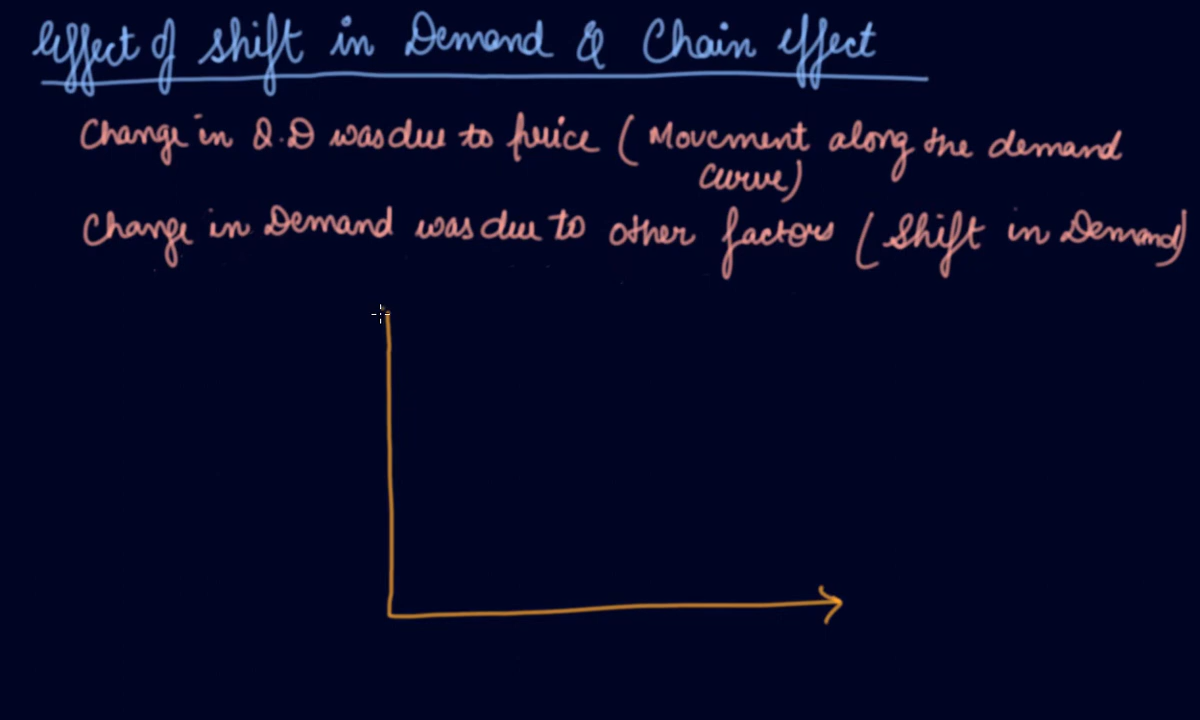 Effect of shift in Demand & Chain effect
Change in Q.D was due to price ( Movement along the demand
curve)
Change in Demand was due to other factors ( Shift in Demand)